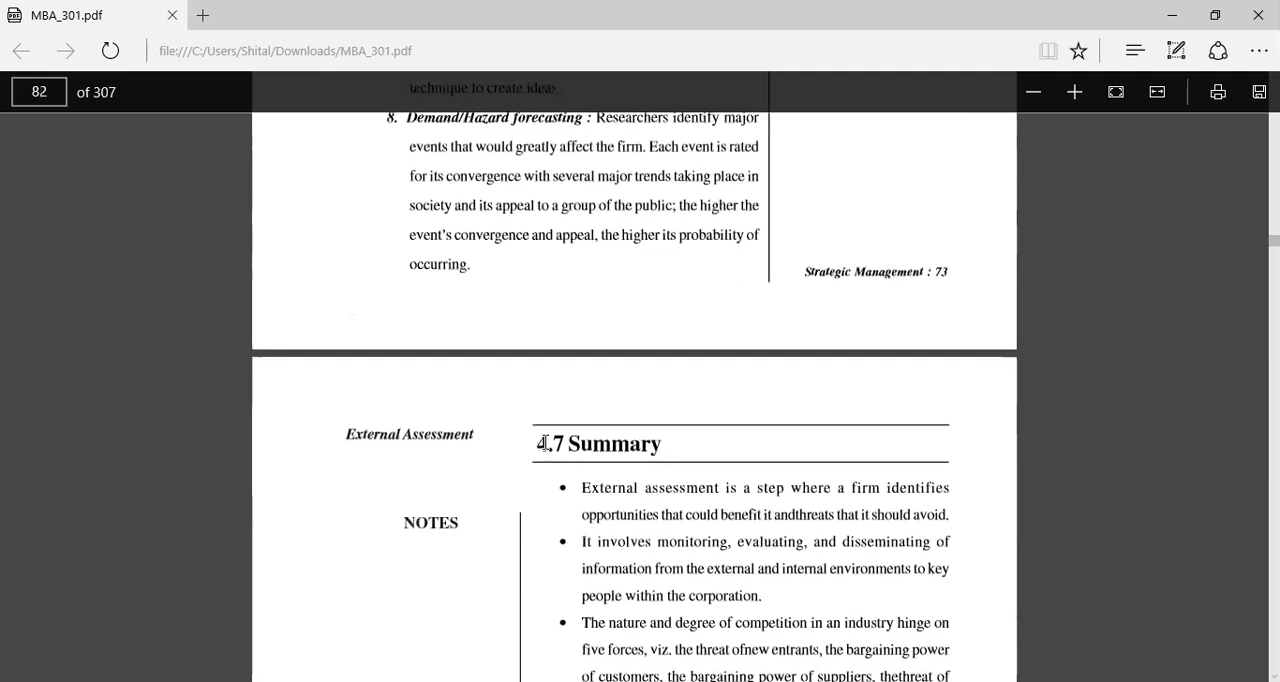 MBA_301.pdf
file:///C:/Users/Shital/Downloads/MBA_301.pdf
82 of 307
technique to create ideas.
8. Demand/Hazard forecasting : Researchers identify major
events that would greatly affect the firm. Each event is rated
for its convergence with several major trends taking place in
society and its appeal to a group of the public; the higher the
event's convergence and appeal, the higher its probability of
occurring.
Strategic Management : 73
External Assessment
4.7 Summary
NOTES
• External assessment is a step where a firm identifies
opportunities that could benefit it andthreats that it should avoid.
• It involves monitoring, evaluating, and disseminating of
information from the external and internal environments to key
people within the corporation.
• The nature and degree of competition in an industry hinge on
five forces, viz. the threat ofnew entrants, the bargaining power
of customers, the bargaining power of suppliers, thethreat of